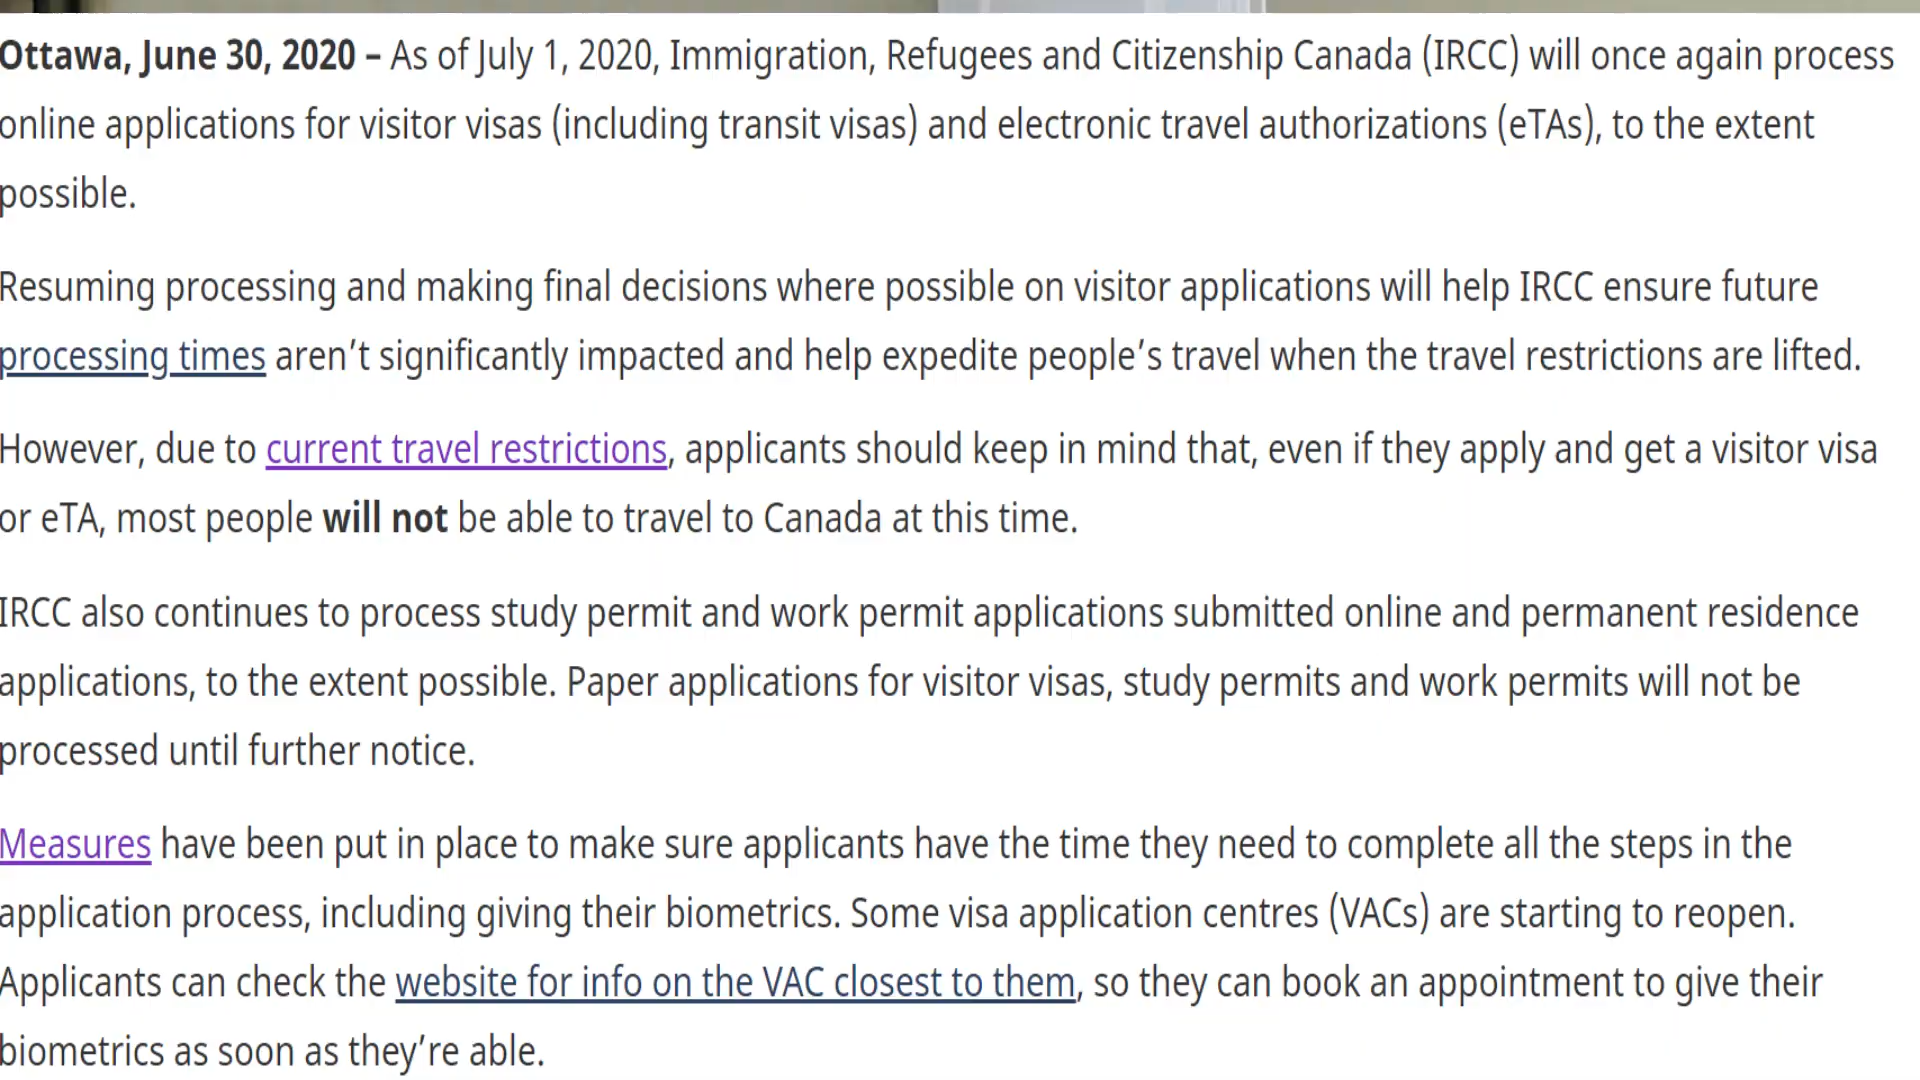 Ottawa, June 30, 2020 – As of July 1, 2020, Immigration, Refugees and Citizenship Canada (IRCC) will once again process
online applications for visitor visas (including transit visas) and electronic travel authorizations (eTAs), to the extent
possible.
Resuming processing and making final decisions where possible on visitor applications will help IRCC ensure future
processing times aren’t significantly impacted and help expedite people’s travel when the travel restrictions are lifted.
However, due to current travel restrictions, applicants should keep in mind that, even if they apply and get a visitor visa
or eTA, most people will not be able to travel to Canada at this time.
IRCC also continues to process study permit and work permit applications submitted online and permanent residence
applications, to the extent possible. Paper applications for visitor visas, study permits and work permits will not be
processed until further notice.
Measures have been put in place to make sure applicants have the time they need to complete all the steps in the
application process, including giving their biometrics. Some visa application centres (VACs) are starting to reopen.
Applicants can check the website for info on the VAC closest to them, so they can book an appointment to give their
biometrics as soon as they’re able.